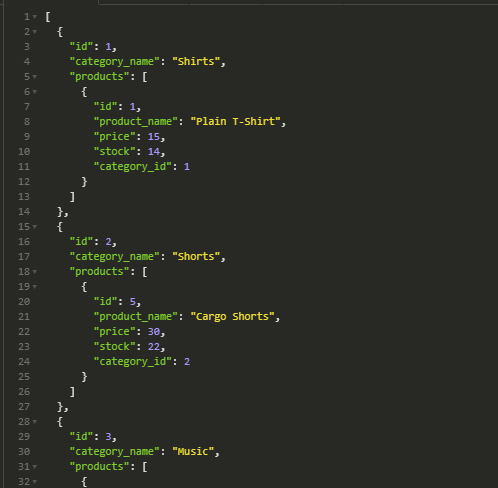 1 [
2 {
3 "id": 1,
4 "category_name": "Shirts",
5 "products": [
6 {
7 "id": 1,
8 "product_name": "Plain T-Shirt",
9 "price": 15,
10 "stock": 14,
11 "category_id": 1
12 }
13 ]
14 },
15 {
16 "id": 2,
17 "category_name": "Shorts",
18 "products": [
19 {
20 "id": 5,
21 "product_name": "Cargo Shorts",
22 "price": 30,
23 "stock": 22,
24 "category_id": 2
25 }
26 ]
27 },
28 {
29 "id": 3,
30 "category_name": "Music",
31 "products": [
32 {